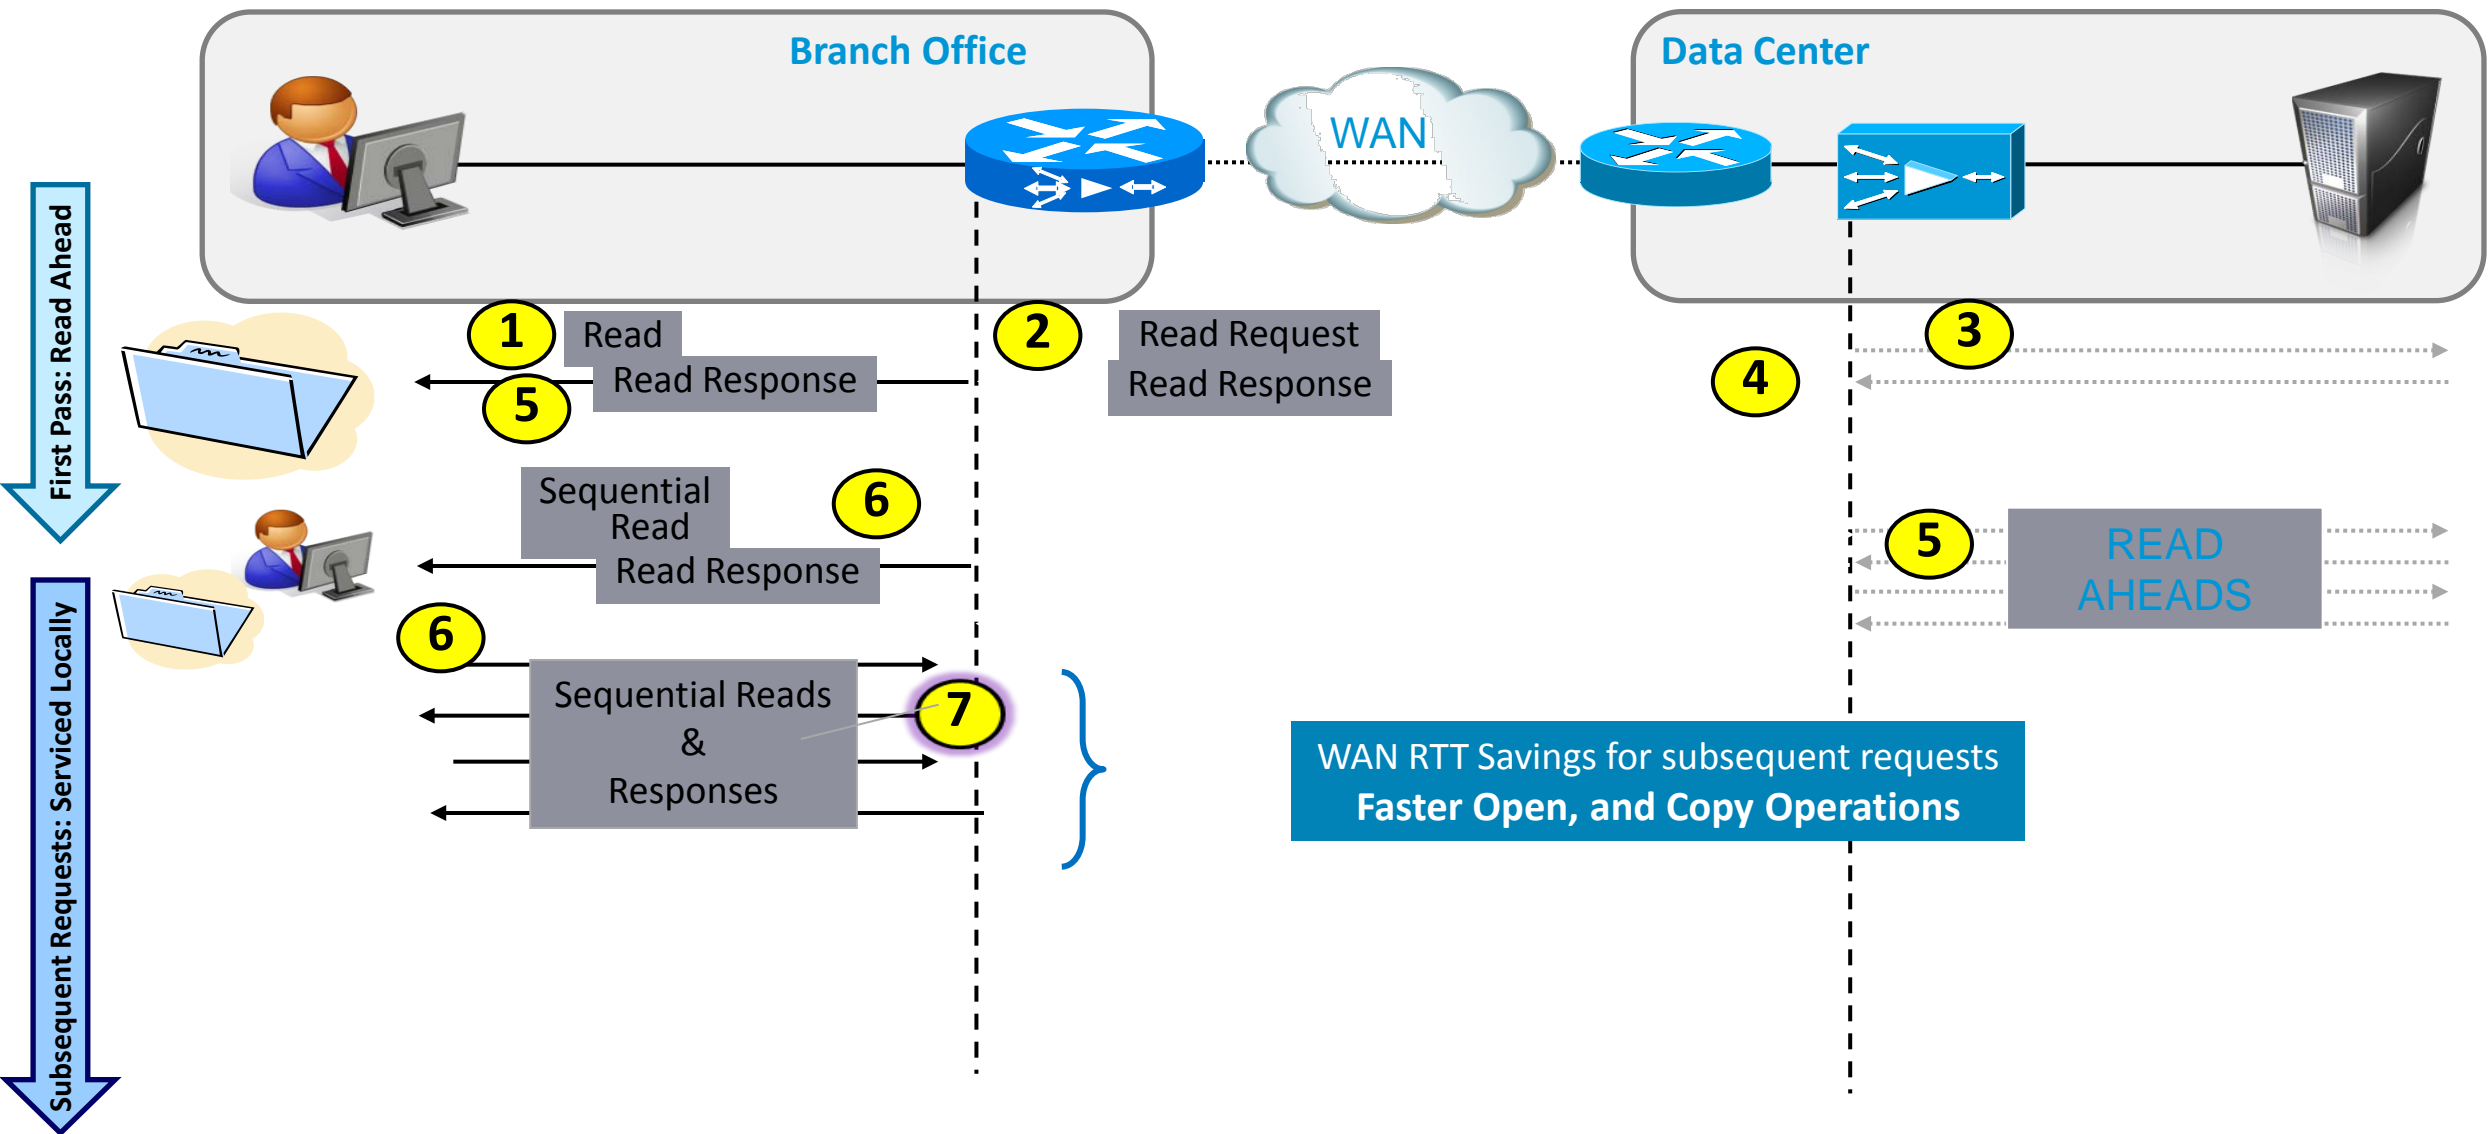 Branch Office
Data Center
WAN
First Pass: Read Ahead
1
Read
2
Read Request
3
Read Response
5
Read Response
4
Sequential
Read
6
Read Response
5
READ
AHEADS
6
Sequential Reads
&
Responses
7
WAN RTT Savings for subsequent requests
Faster Open, and Copy Operations
Subsequent Requests: Serviced Locally